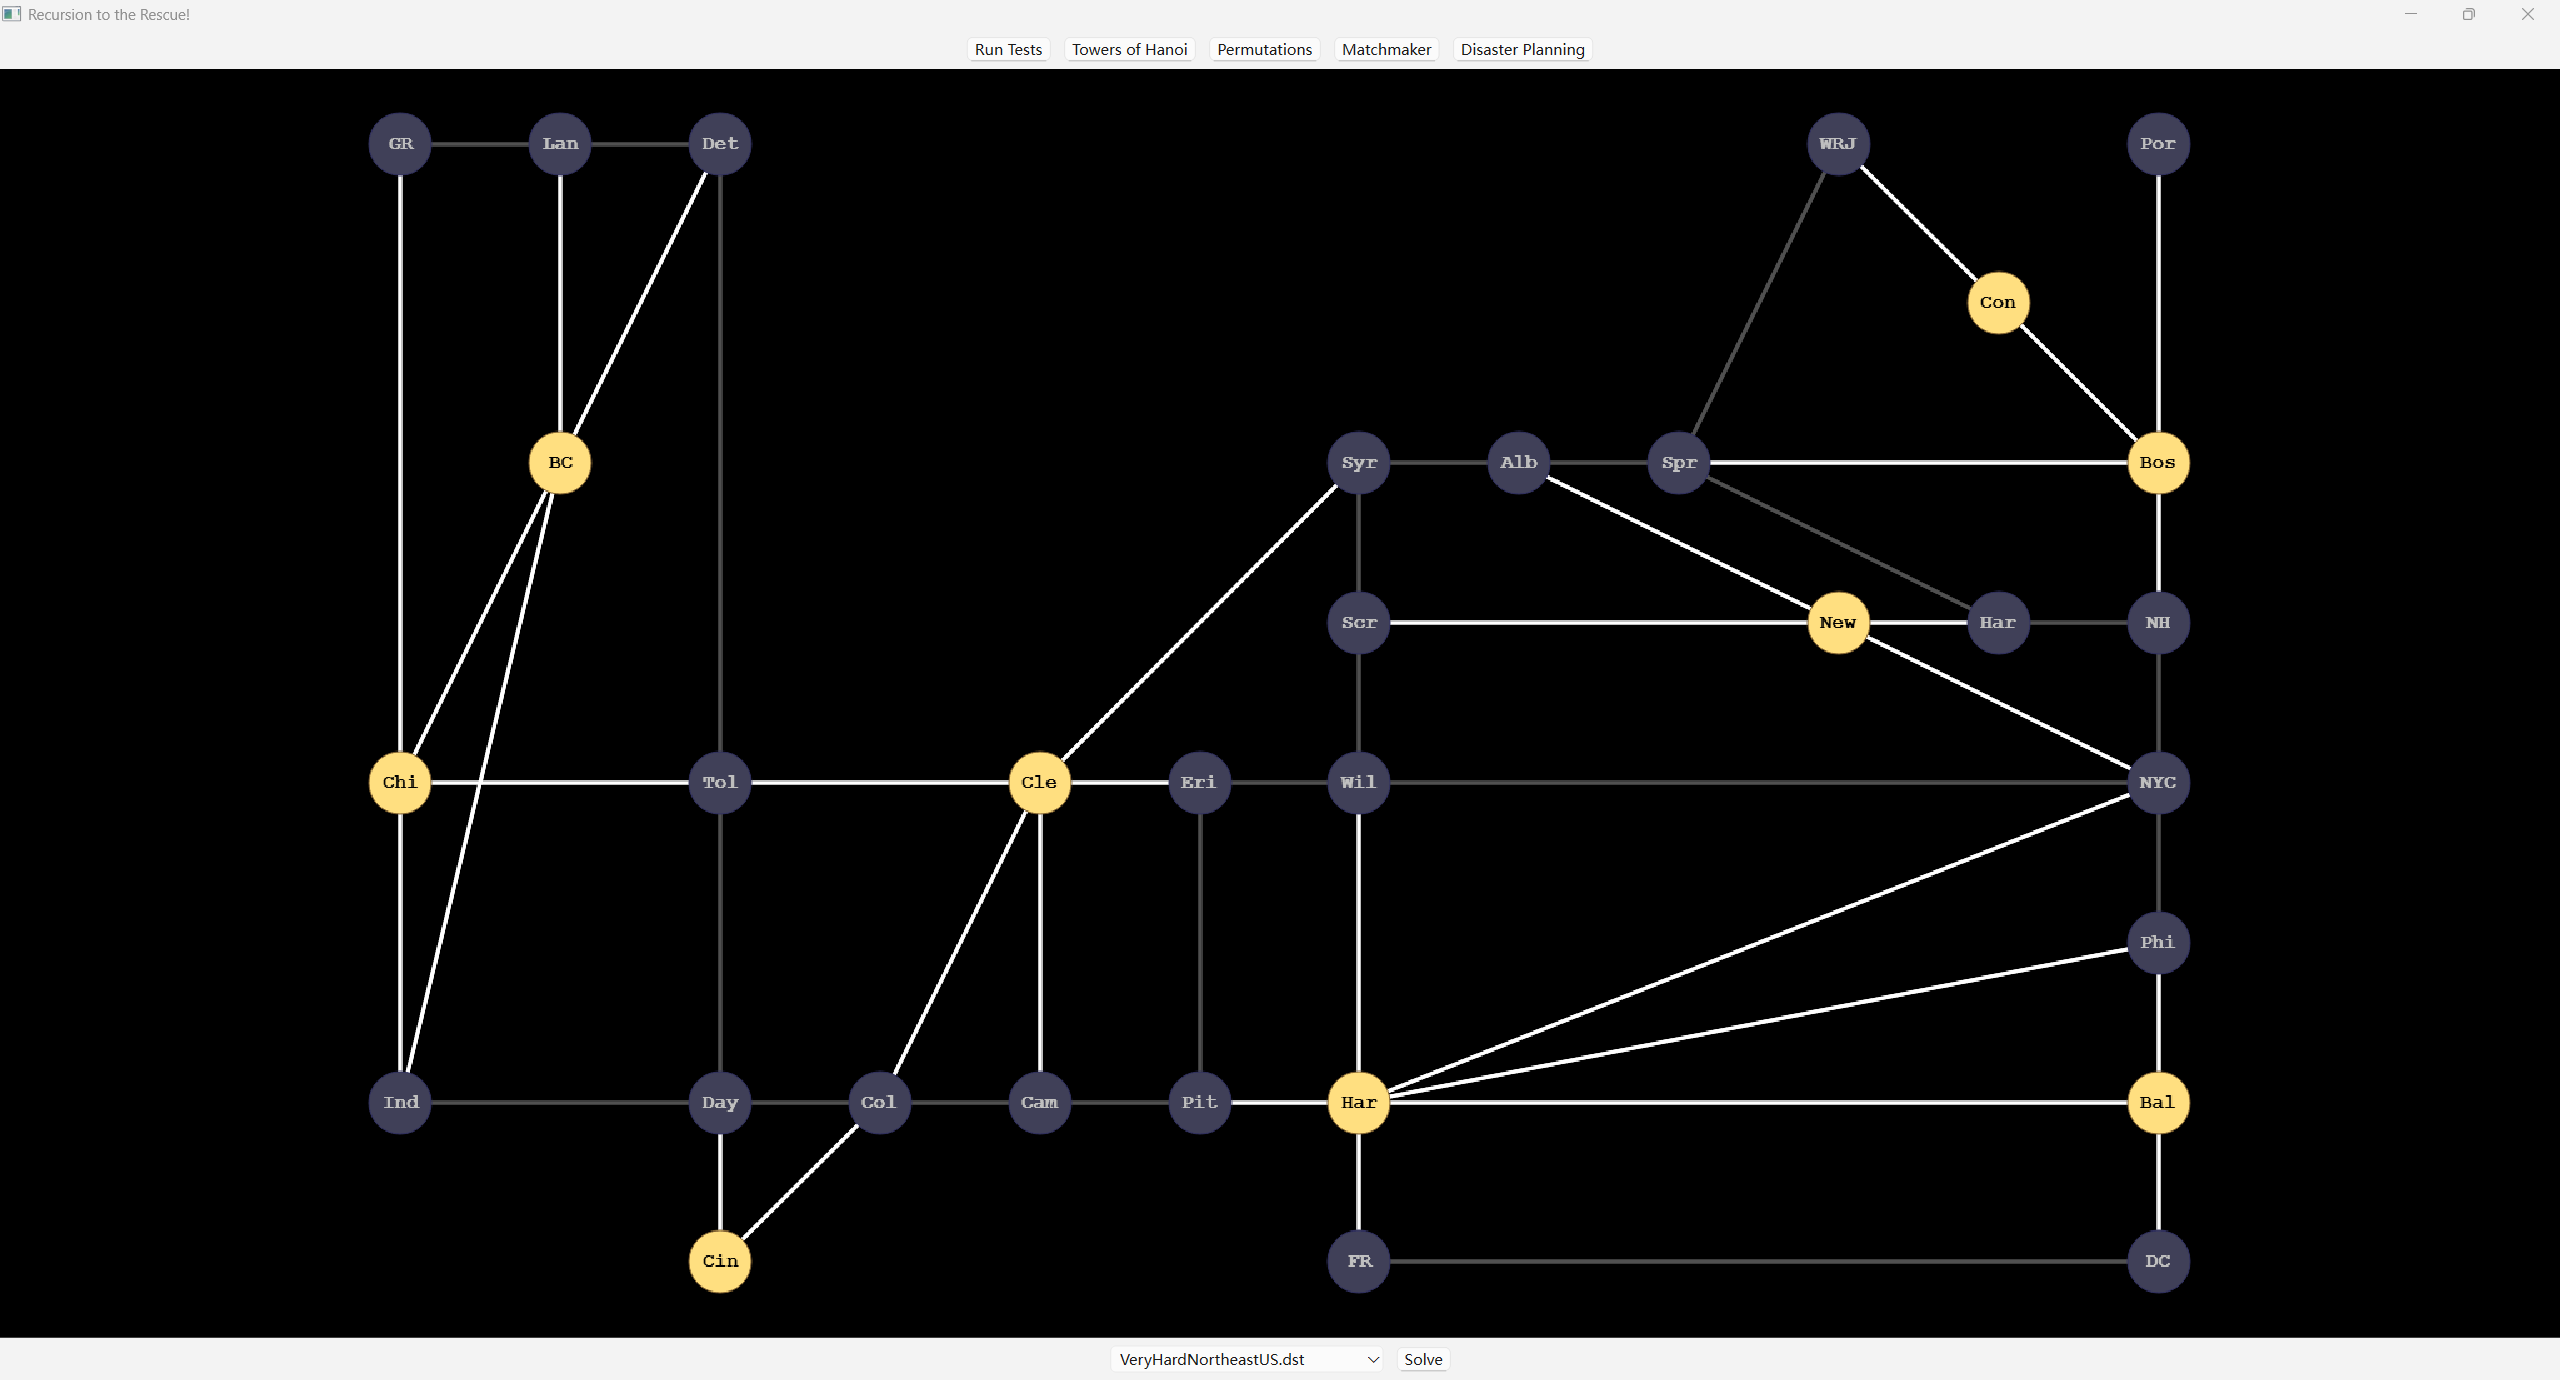 Recursion to the Rescue!
Run Tests Towers of Hanoi Permutations Matchmaker Disaster Planning
GR Lan Det WRJ Por
Con
BC Syr Alb Spr Bos
Scr New Har NH
Chi Tol Cle Eri Wil NYC
Phi
Ind Day Col Cam Pit Har Bal
Cin FR DC
VeryHardNortheastUS.dst Solve